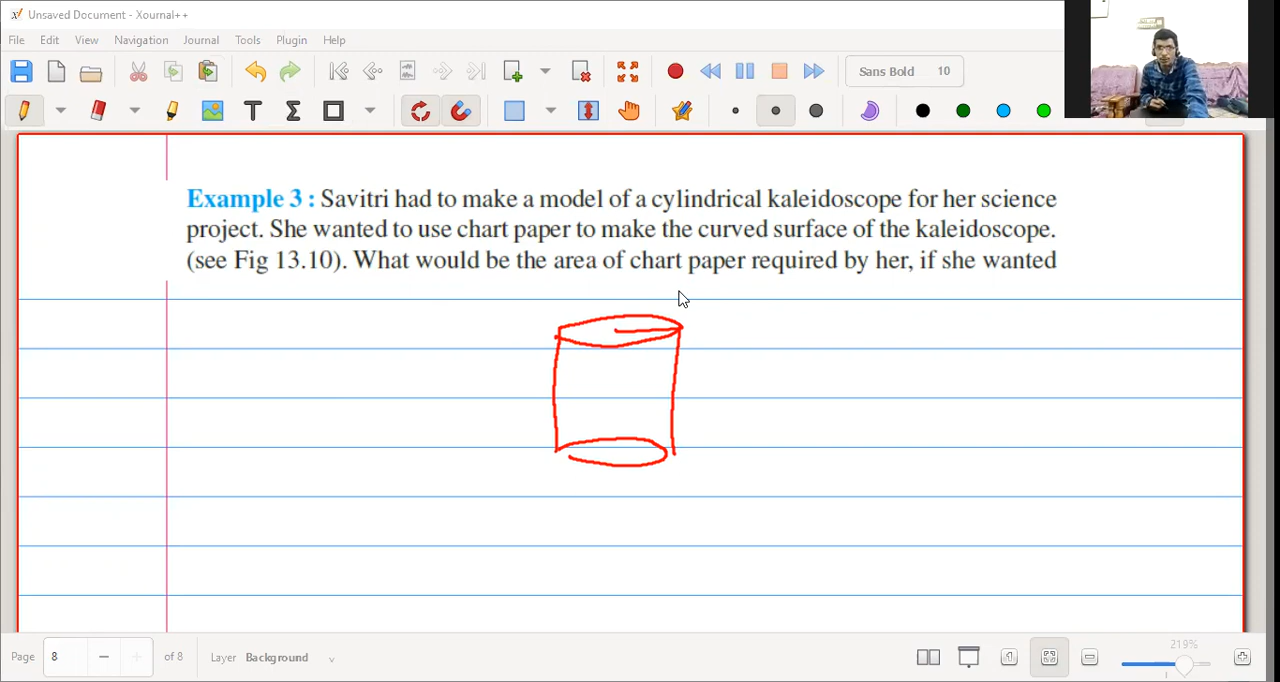 Unsaved Document - Xournal++
File Edit View Navigation Journal Tools Plugin Help
Sans Bold 10
Example 3 : Savitri had to make a model of a cylindrical kaleidoscope for her science
project. She wanted to use chart paper to make the curved surface of the kaleidoscope.
(see Fig 13.10). What would be the area of chart paper required by her, if she wanted
Page 8 of 8 Layer Background 219%